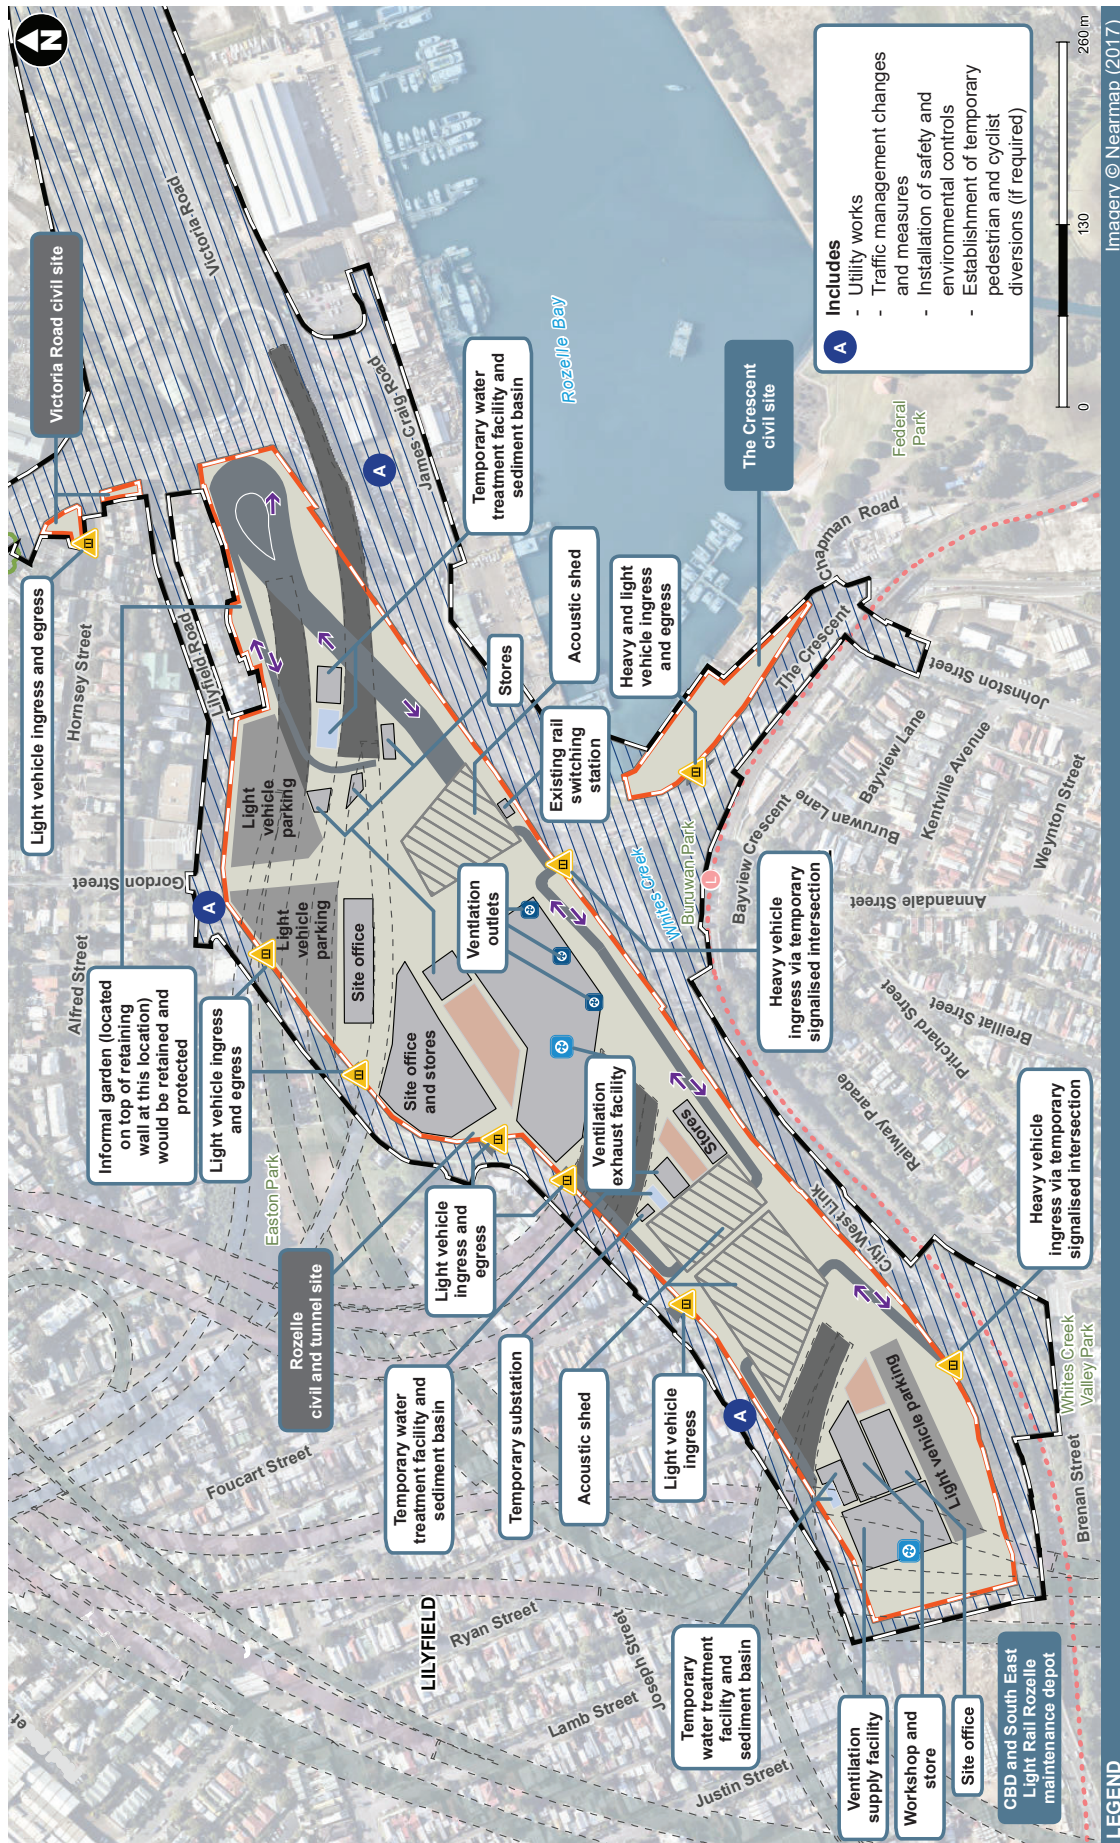 N
Victoria Road civil site
Light vehicle ingress and egress
Hornsey Street
Lilyfield Road
Victoria Road
James Craig Road
A
Temporary water
treatment facility and
sediment basin
Rozelle Bay
Stores
Acoustic shed
Heavy and light
vehicle ingress
and egress
Existing rail
switching
station
The Crescent
civil site
Federal
Park
Chapman Road
The Crescent
Johnston Street
A
Includes
- Utility works
- Traffic management changes
and measures
- Installation of safety and
environmental controls
- Establishment of temporary
pedestrian and cyclist
diversions (if required)
0
130
260 m
Imagery © Nearmap (2017)
Gordon Street
Alfred Street
A
Light
vehicle
parking
Light
vehicle
parking
Site office
Informal garden (located
on top of retaining
wall at this location)
would be retained and
protected
Light vehicle ingress
and egress
Easton Park
Site office
and stores
Ventilation
outlets
Ventilation
exhaust facility
Stores
Whites Creek
Buruwan Park
L
Bayview Crescent
Buruwan Lane
Bayview Lane
Kentville Avenue
Weynton Street
Annandale Street
Breillat Street
Pritchard Street
Railway Parade
City West Link
Heavy vehicle
ingress via temporary
signalised intersection
Heavy vehicle
ingress via temporary
signalised intersection
Rozelle
civil and tunnel site
Light vehicle
ingress and
egress
Temporary water
treatment facility and
sediment basin
Temporary substation
Acoustic shed
Light vehicle
ingress
A
Light vehicle parking
Whites Creek
Valley Park
Brenan Street
Foucart Street
LILYFIELD
Ryan Street
Joseph Street
Lamb Street
Justin Street
et
Temporary
water treatment
facility and
sediment basin
Ventilation
supply facility
Workshop and
store
Site office
CBD and South East
Light Rail Rozelle
maintenance depot
LEGEND